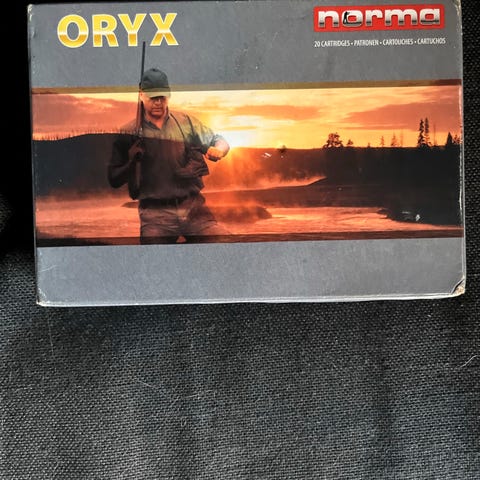 ORYX
norma
20 CARTRIDGES • PATRONEN • CARTOUCHES • CARTUCHOS